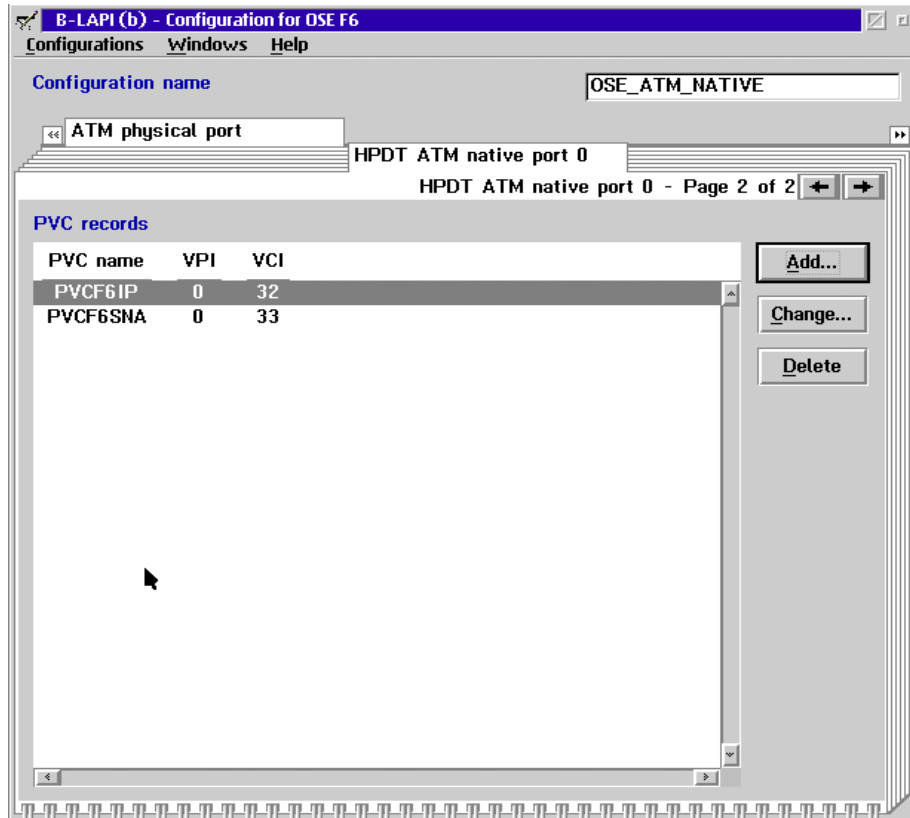 B-LAPI (b) - Configuration for OSE F6
Configurations Windows Help
Configuration name OSE_ATM_NATIVE
ATM physical port
HPDT ATM native port 0
HPDT ATM native port 0 - Page 2 of 2
PVC records
PVC name VPI VCI
Add...
PVCF6IP 0 32
PVCF6SNA 0 33
Change...
Delete